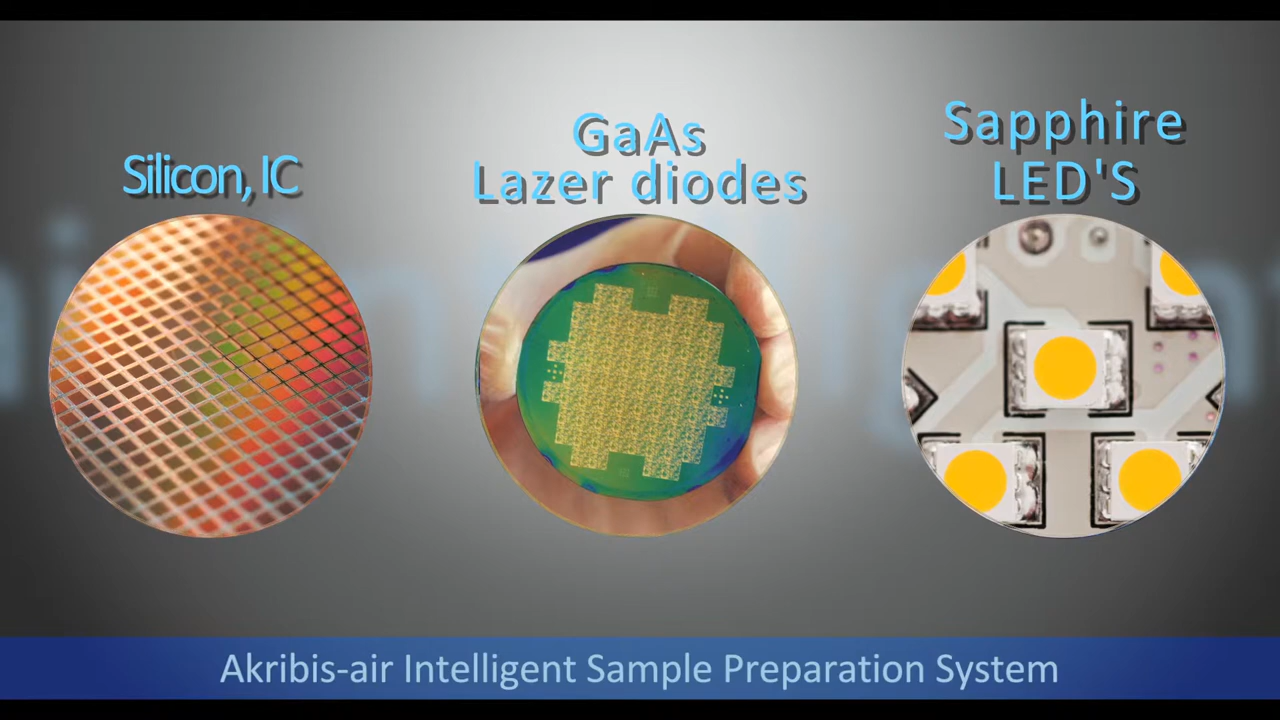 Silicon, IC
GaAs
Lazer diodes
Sapphire
LED'S
Akribis-air Intelligent Sample Preparation System